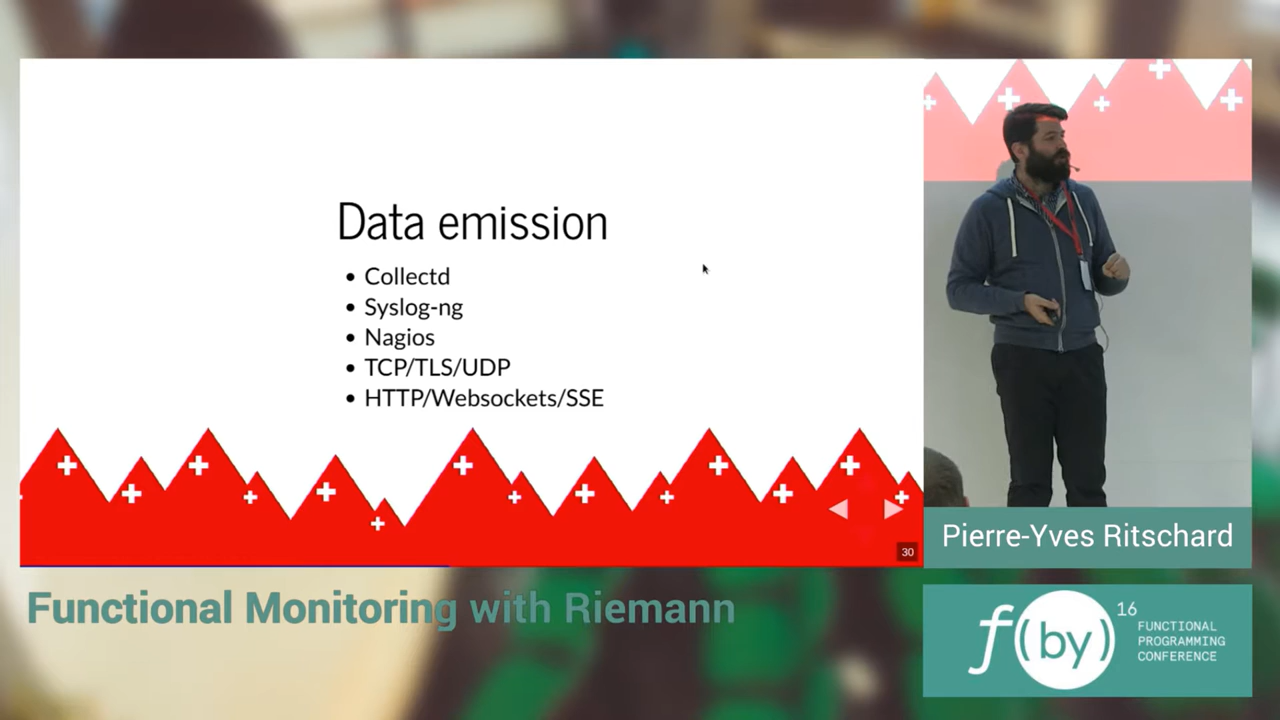 Data emission
• Collectd
• Syslog-ng
• Nagios
• TCP/TLS/UDP
• HTTP/Websockets/SSE
30
Pierre-Yves Ritschard
Functional Monitoring with Riemann
f(by) 16
FUNCTIONAL
PROGRAMMING
CONFERENCE